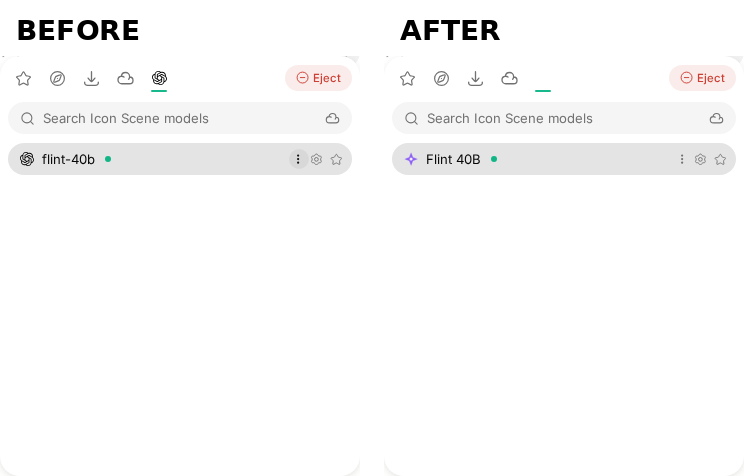 BEFORE
AFTER
Eject
Search Icon Scene models
flint-40b
Eject
Search Icon Scene models
Flint 40B